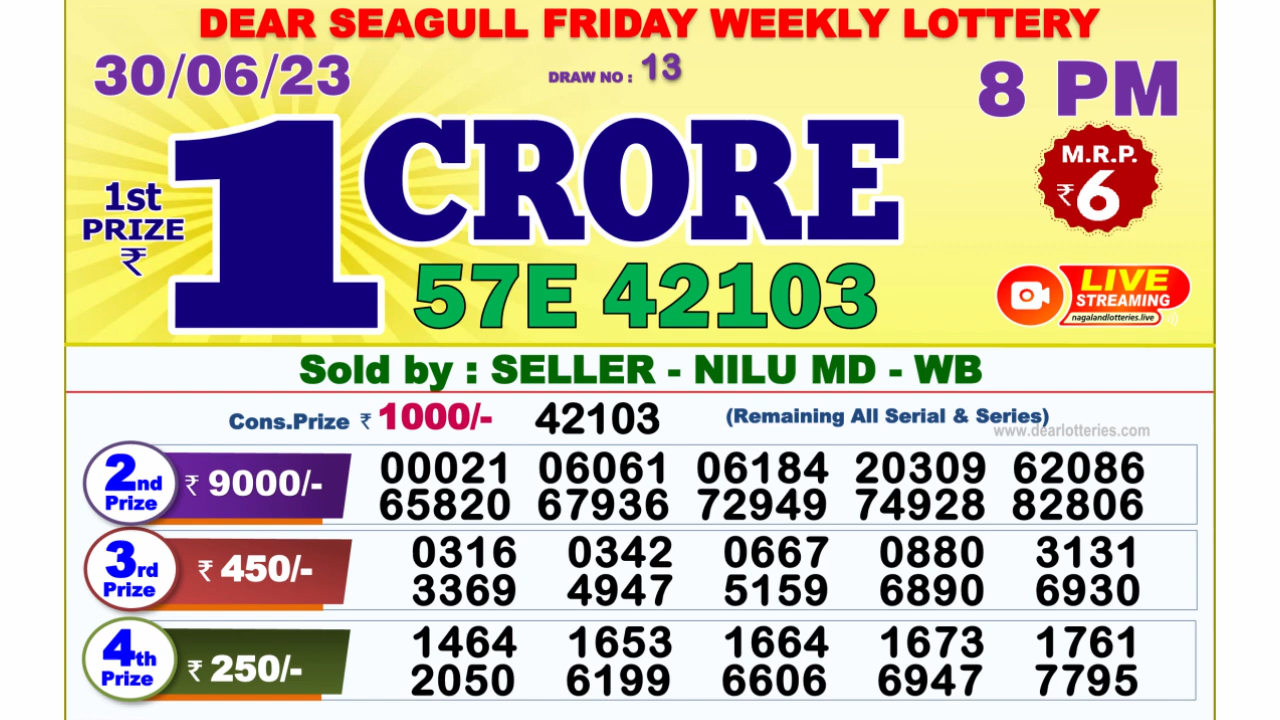 DEAR SEAGULL FRIDAY WEEKLY LOTTERY
30/06/23
DRAW NO : 13
8 PM
1st PRIZE ₹
1 CRORE
M.R.P.
₹ 6
57E 42103
LIVE
STREAMING
nagalandlotteries.live
Sold by : SELLER - NILU MD - WB
Cons.Prize ₹ 1000/- 42103 (Remaining All Serial & Series)
www.dearlotteries.com
2nd Prize ₹ 9000/-
00021 06061 06184 20309 62086
65820 67936 72949 74928 82806
3rd Prize ₹ 450/-
0316 0342 0667 0880 3131
3369 4947 5159 6890 6930
4th Prize ₹ 250/-
1464 1653 1664 1673 1761
2050 6199 6606 6947 7795